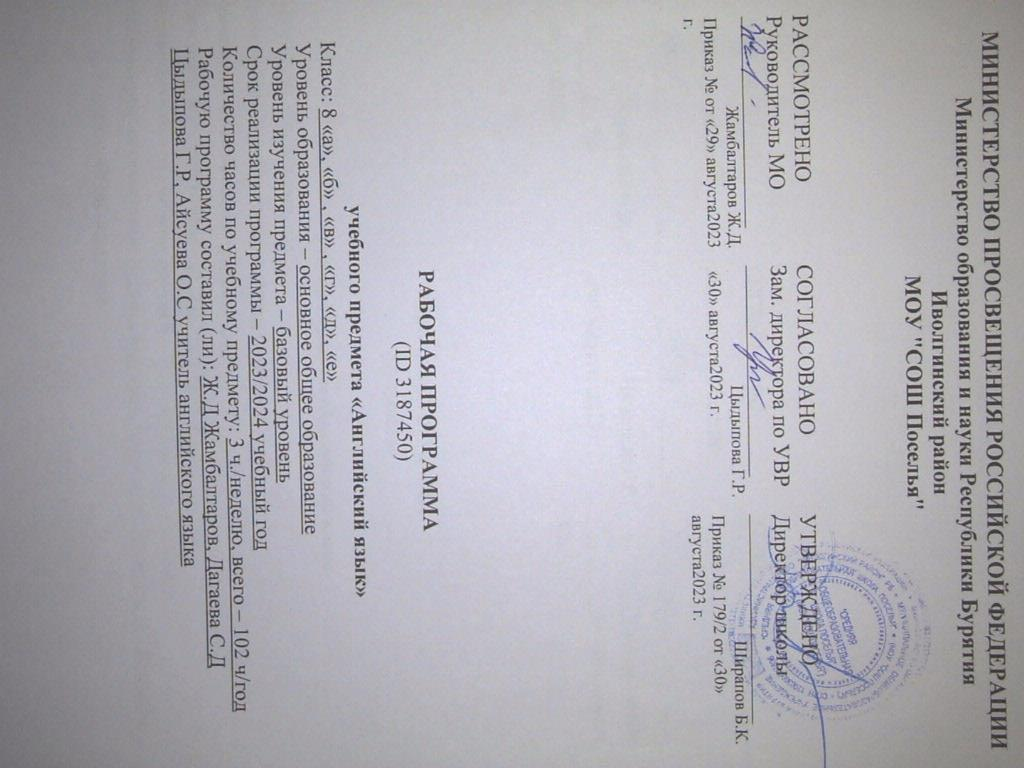 МИНИСТЕРСТВО ПРОСВЕЩЕНИЯ РОССИЙСКОЙ ФЕДЕРАЦИИ
Министерство образования и науки Республики Бурятия
Иволгинский район
МОУ "СОШ Поселья"
РАССМОТРЕНО
Руководитель МО
Жамбалтаров Ж.Д.
Приказ № от «29» августа2023
г.
СОГЛАСОВАНО
Зам. директора по УВР
Цыдыпова Г.Р.
«30» августа2023 г.
УТВЕРЖДЕНО
Директор школы
Ширапов Б.К.
Приказ № 179/2 от «30»
августа2023 г.
РАБОЧАЯ ПРОГРАММА
(ID 3187450)
учебного предмета «Английский язык»
Класс: 8 «а», «б» , «в» , «г», «д», «е»
Уровень образования – основное общее образование
Уровень изучения предмета – базовый уровень
Срок реализации программы – 2023/2024 учебный год
Количество часов по учебному предмету: 3 ч./неделю, всего – 102 ч/год
Рабочую программу составил (ли): Ж.Д Жамбалтаров, Дагаева С.Д
Цыдыпова Г.Р, Айсуева О.С учитель английского языка